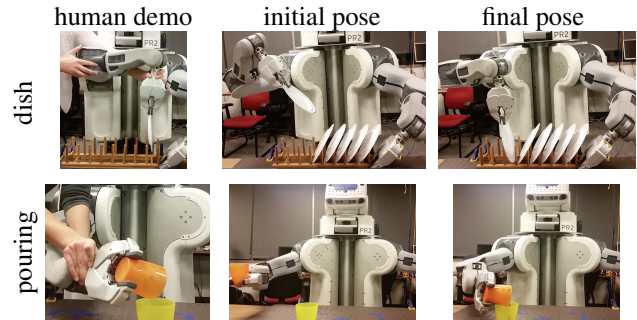 human demo initial pose final pose
dish
PR2
PR2
PR2
pouring
PR2
PR2